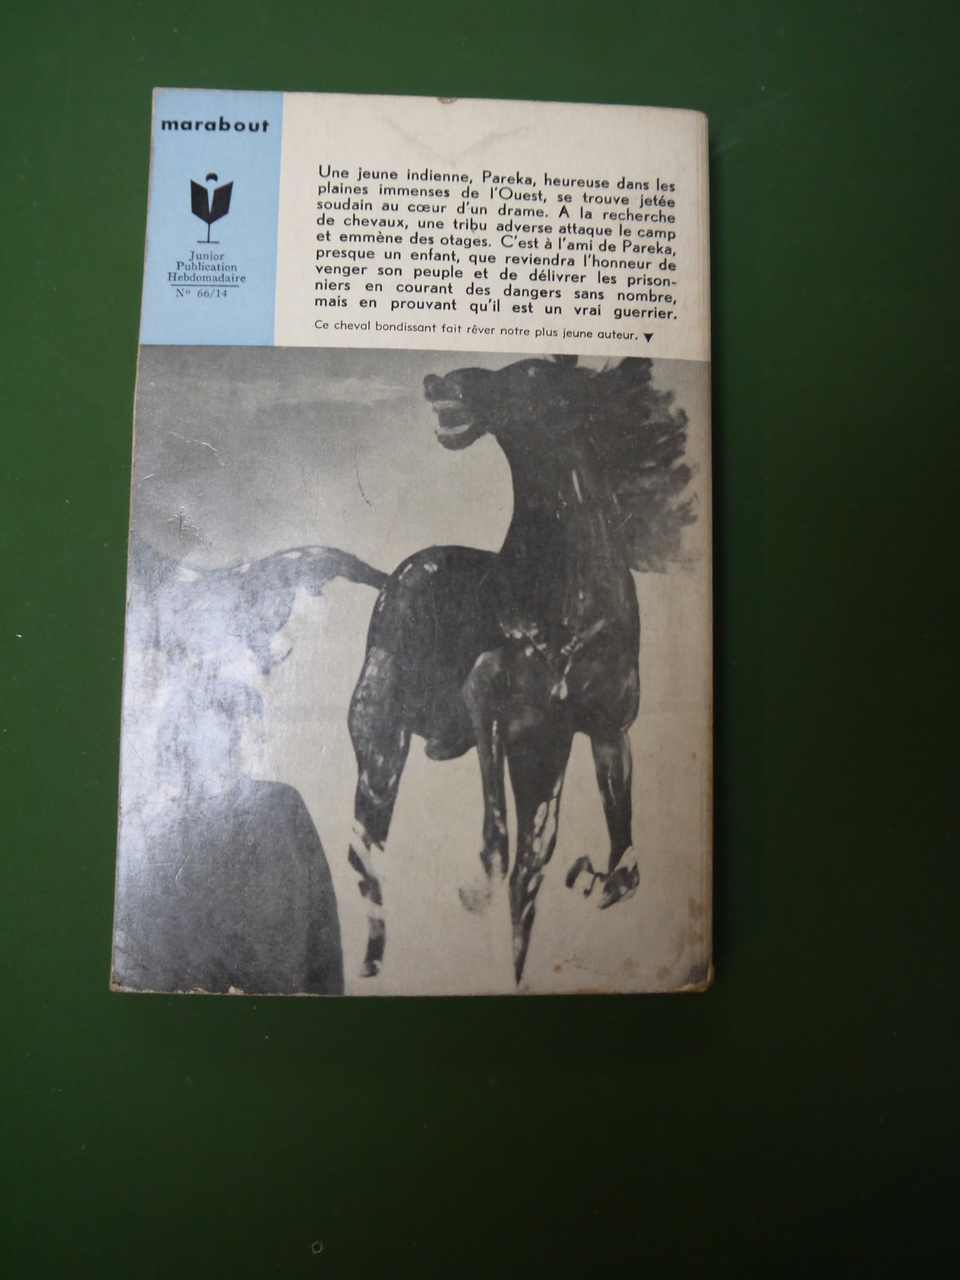 marabout
Junior
Publication
Hebdomadaire
Nº 66/14
Une jeune indienne, Pareka, heureuse dans les
plaines immenses de l'Ouest, se trouve jetée
soudain au cœur d'un drame. A la recherche
de chevaux, une tribu adverse attaque le camp
et emmène des otages. C'est à l'ami de Pareka,
presque un enfant, que reviendra l'honneur de
venger son peuple et de délivrer les prison-
niers en courant des dangers sans nombre,
mais en prouvant qu'il est un vrai guerrier.
Ce cheval bondissant fait rêver notre plus jeune auteur. ▼